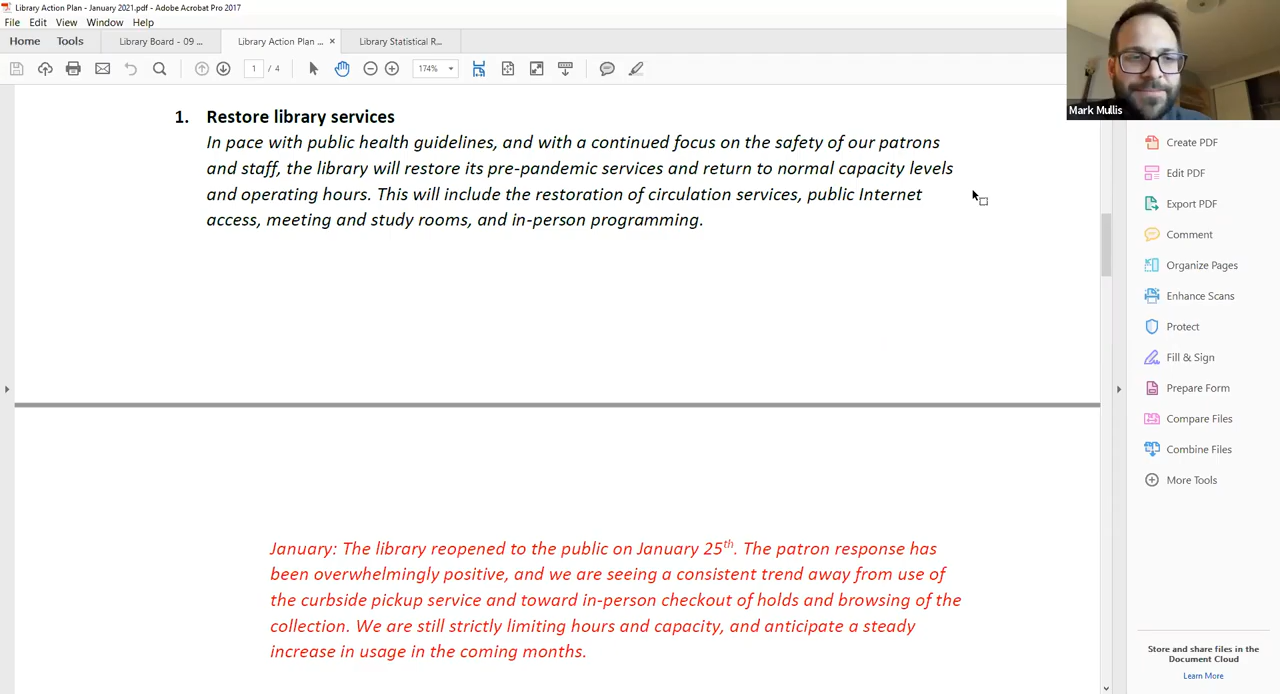 Library Action Plan - January 2021.pdf - Adobe Acrobat Pro 2017
File Edit View Window Help
Home Tools Library Board - 09 ... Library Action Plan ... × Library Statistical R...
1 / 4 174%
Mark Mullis
1. Restore library services
In pace with public health guidelines, and with a continued focus on the safety of our patrons
and staff, the library will restore its pre-pandemic services and return to normal capacity levels
and operating hours. This will include the restoration of circulation services, public Internet
access, meeting and study rooms, and in-person programming.
January: The library reopened to the public on January 25th. The patron response has
been overwhelmingly positive, and we are seeing a consistent trend away from use of
the curbside pickup service and toward in-person checkout of holds and browsing of the
collection. We are still strictly limiting hours and capacity, and anticipate a steady
increase in usage in the coming months.
Create PDF
Edit PDF
Export PDF
Comment
Organize Pages
Enhance Scans
Protect
Fill & Sign
Prepare Form
Compare Files
Combine Files
More Tools
Store and share files in the
Document Cloud
Learn More